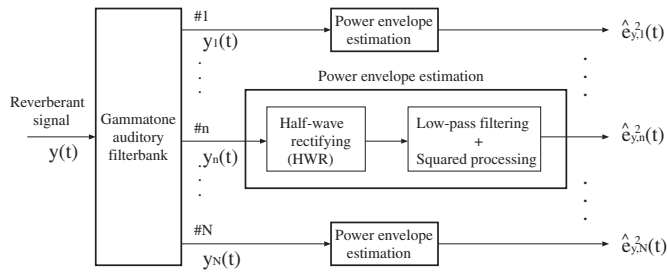 #1
y1(t)
Power envelope
estimation
ê²y,1(t)
Power envelope estimation
Reverberant
signal
y(t)
Gammatone
auditory
filterbank
#n
yn(t)
Half-wave
rectifying
(HWR)
Low-pass filtering
+
Squared processing
ê²y,n(t)
#N
yN(t)
Power envelope
estimation
ê²y,N(t)